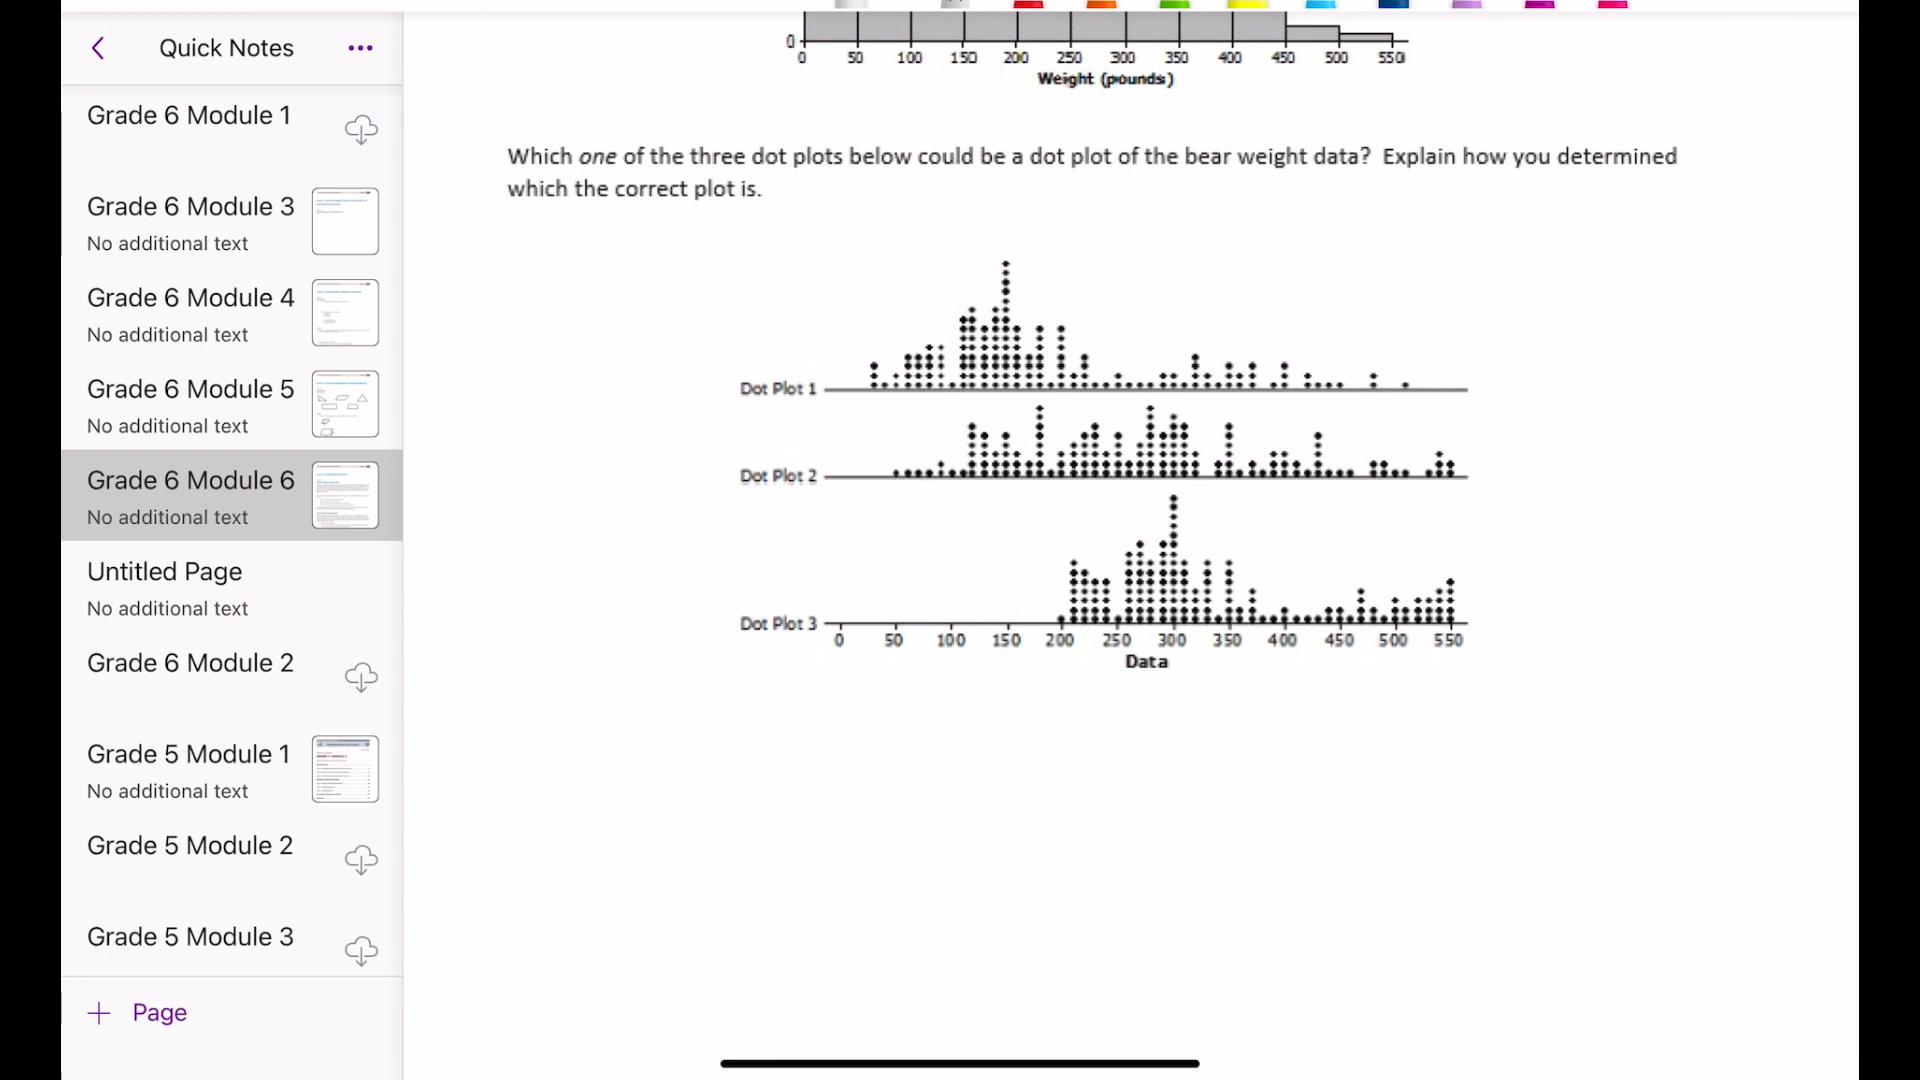 Quick Notes
Grade 6 Module 1
Grade 6 Module 3
No additional text
Grade 6 Module 4
No additional text
Grade 6 Module 5
No additional text
Grade 6 Module 6
No additional text
Untitled Page
No additional text
Grade 6 Module 2
Grade 5 Module 1
No additional text
Grade 5 Module 2
Grade 5 Module 3
Page
0
0 50 100 150 200 250 300 350 400 450 500 550
Weight (pounds)
Which one of the three dot plots below could be a dot plot of the bear weight data? Explain how you determined
which the correct plot is.
Dot Plot 1
Dot Plot 2
Dot Plot 3
0 50 100 150 200 250 300 350 400 450 500 550
Data